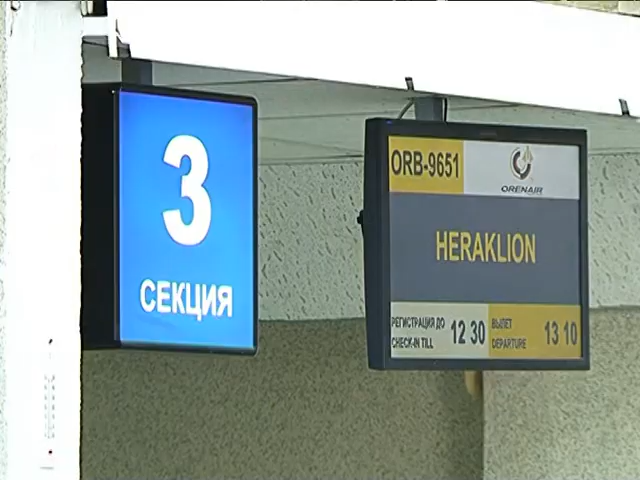 3
СЕКЦИЯ
ORB-9651
ORENAIR
HERAKLION
РЕГИСТРАЦИЯ ДО
CHECK-IN TILL
12 30
ВЫЛЕТ
DEPARTURE
13 10